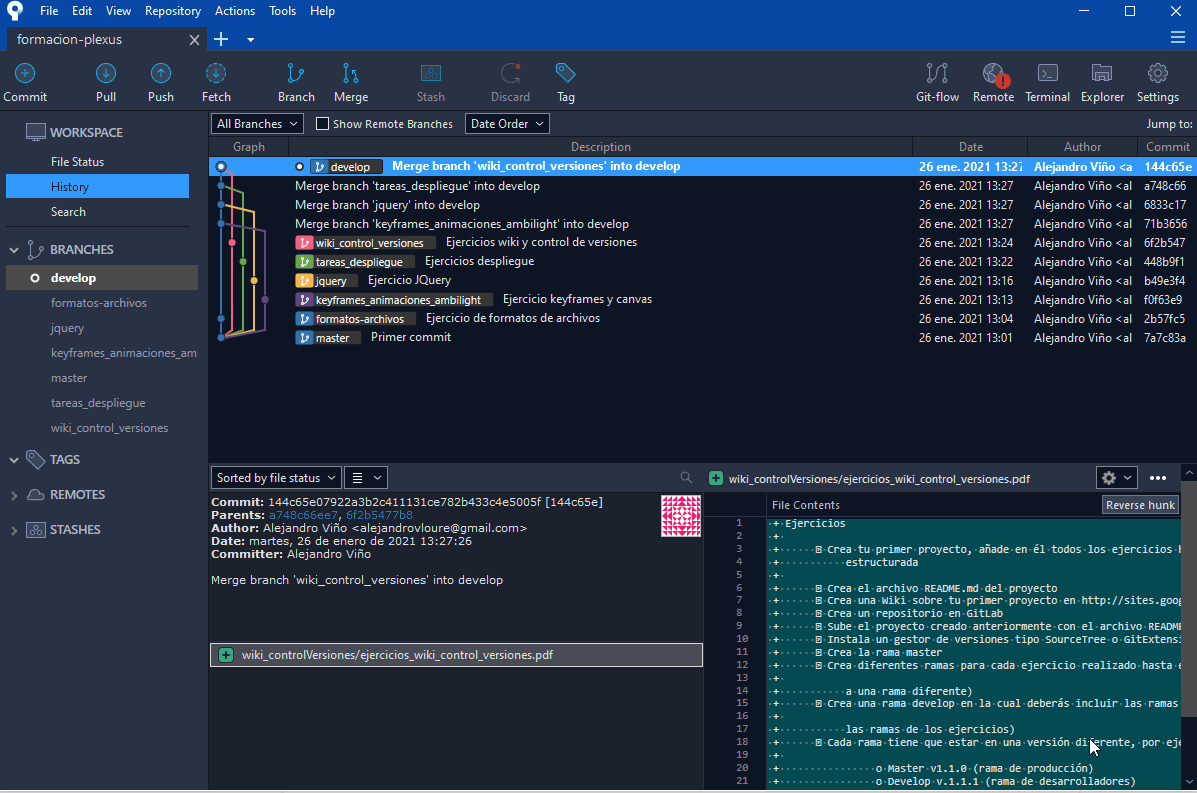 File Edit View Repository Actions Tools Help
formacion-plexus
Commit Pull Push Fetch Branch Merge Stash Discard Tag Git-flow Remote Terminal Explorer Settings
WORKSPACE
File Status
History
Search
BRANCHES
develop
formatos-archivos
jquery
keyframes_animaciones_am
master
tareas_despliegue
wiki_control_versiones
TAGS
REMOTES
STASHES
All Branches Show Remote Branches Date Order Jump to:
Graph Description Date Author Commit
develop Merge branch 'wiki_control_versiones' into develop 26 ene. 2021 13:27 Alejandro Viño <a 144c65e
Merge branch 'tareas_despliegue' into develop 26 ene. 2021 13:27 Alejandro Viño <al a748c66
Merge branch 'jquery' into develop 26 ene. 2021 13:27 Alejandro Viño <al 6833c17
Merge branch 'keyframes_animaciones_ambilight' into develop 26 ene. 2021 13:27 Alejandro Viño <al 71b3656
wiki_control_versiones Ejercicios wiki y control de versiones 26 ene. 2021 13:24 Alejandro Viño <al 6f2b547
tareas_despliegue Ejercicios despliegue 26 ene. 2021 13:22 Alejandro Viño <al 448b9f1
jquery Ejercicio JQuery 26 ene. 2021 13:16 Alejandro Viño <al b49e3f4
keyframes_animaciones_ambilight Ejercicio keyframes y canvas 26 ene. 2021 13:13 Alejandro Viño <al f0f63e9
formatos-archivos Ejercicio de formatos de archivos 26 ene. 2021 13:04 Alejandro Viño <al 2b57fc5
master Primer commit 26 ene. 2021 13:01 Alejandro Viño <al 7a7c83a
Sorted by file status
Commit: 144c65e07922a3b2c411131ce782b433c4e5005f [144c65e]
Parents: a748c66ee7, 6f2b5477b8
Author: Alejandro Viño <alejandrovloure@gmail.com>
Date: martes, 26 de enero de 2021 13:27:26
Committer: Alejandro Viño
Merge branch 'wiki_control_versiones' into develop
wiki_controlVersiones/ejercicios_wiki_control_versiones.pdf
wiki_controlVersiones/ejercicios_wiki_control_versiones.pdf
File Contents Reverse hunk
1 + Ejercicios
2 +
3 + Crea tu primer proyecto, añade en él todos los ejercicios
4 + estructurada
5 +
6 + Crea el archivo README.md del proyecto
7 + Crea una Wiki sobre tu primer proyecto en http://sites.goog
8 + Crea un repositorio en GitLab
9 + Sube el proyecto creado anteriormente con el archivo README
10 + Instala un gestor de versiones tipo SourceTree o GitExtensi
11 + Crea la rama master
12 + Crea diferentes ramas para cada ejercicio realizado hasta
13 +
14 + a una rama diferente)
15 + Crea una rama develop en la cual deberás incluir las ramas
16 +
17 + las ramas de los ejercicios)
18 + Cada rama tiene que estar en una versión diferente, por eje
19 +
20 + o Master v1.1.0 (rama de producción)
21 + o Develop v.1.1.1 (rama de desarrolladores)